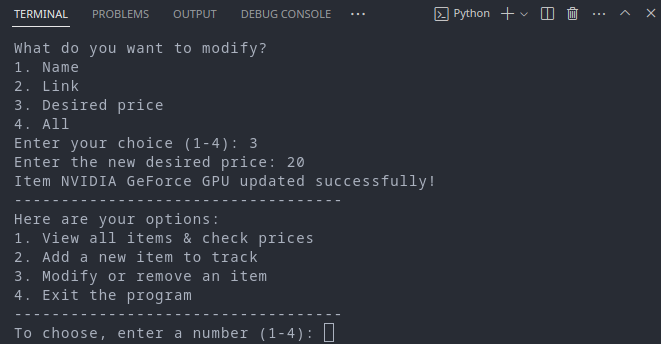 TERMINAL PROBLEMS OUTPUT DEBUG CONSOLE ··· Python
What do you want to modify?
1. Name
2. Link
3. Desired price
4. All
Enter your choice (1-4): 3
Enter the new desired price: 20
Item NVIDIA GeForce GPU updated successfully!
-----------------------------------
Here are your options:
1. View all items & check prices
2. Add a new item to track
3. Modify or remove an item
4. Exit the program
-----------------------------------
To choose, enter a number (1-4):